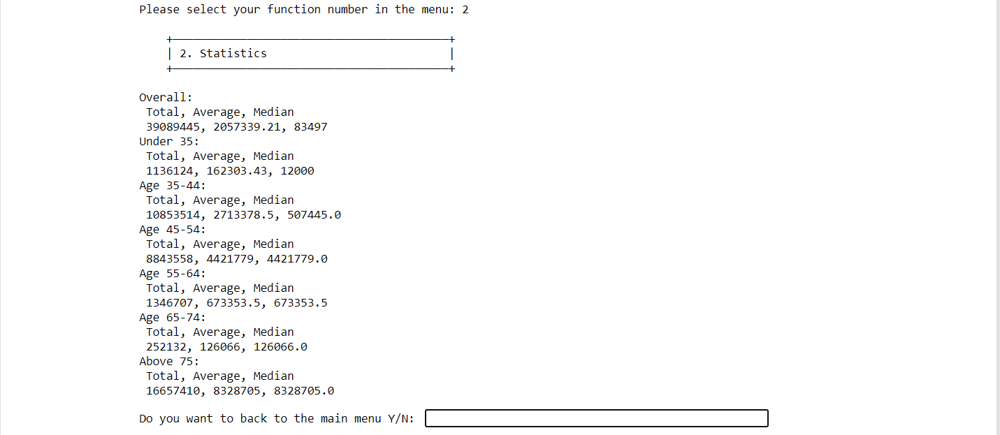 Please select your function number in the menu: 2
+—————————————————————————————————————————+
| 2. Statistics |
+—————————————————————————————————————————+
Overall:
Total, Average, Median
39089445, 2057339.21, 83497
Under 35:
Total, Average, Median
1136124, 162303.43, 12000
Age 35-44:
Total, Average, Median
10853514, 2713378.5, 507445.0
Age 45-54:
Total, Average, Median
8843558, 4421779, 4421779.0
Age 55-64:
Total, Average, Median
1346707, 673353.5, 673353.5
Age 65-74:
Total, Average, Median
252132, 126066, 126066.0
Above 75:
Total, Average, Median
16657410, 8328705, 8328705.0
Do you want to back to the main menu Y/N: